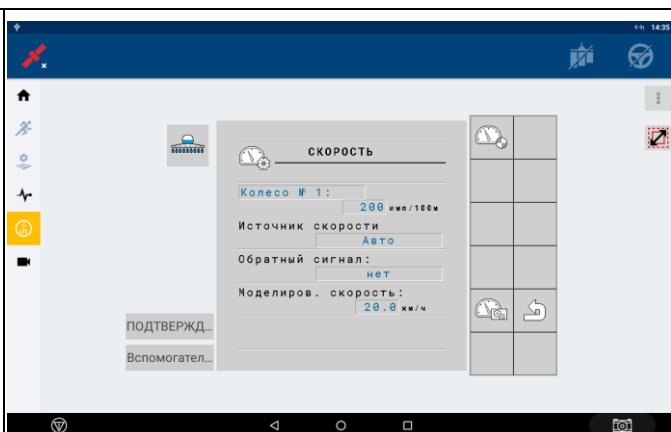 14:35
СКОРОСТЬ
Колесо № 1:
200 имп/100м
Источник скорости
Авто
Обратный сигнал:
нет
Моделиров. скорость:
20.0 км/ч
ПОДТВЕРЖД...
Вспомогател...